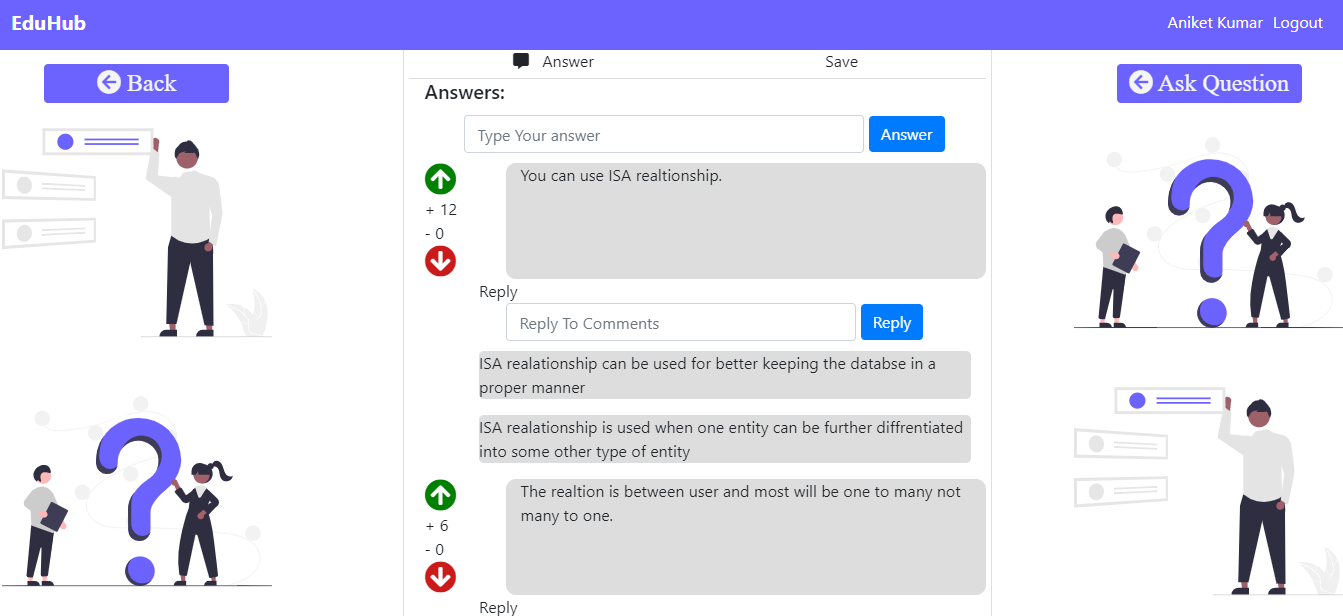 EduHub
Aniket Kumar Logout
Back
Ask Question
Answer Save
Answers:
Type Your answer Answer
You can use ISA realtionship.
+ 12
- 0
Reply
Reply To Comments Reply
ISA realationship can be used for better keeping the databse in a
proper manner
ISA realationship is used when one entity can be further diffrentiated
into some other type of entity
The realtion is between user and most will be one to many not
many to one.
+ 6
- 0
Reply